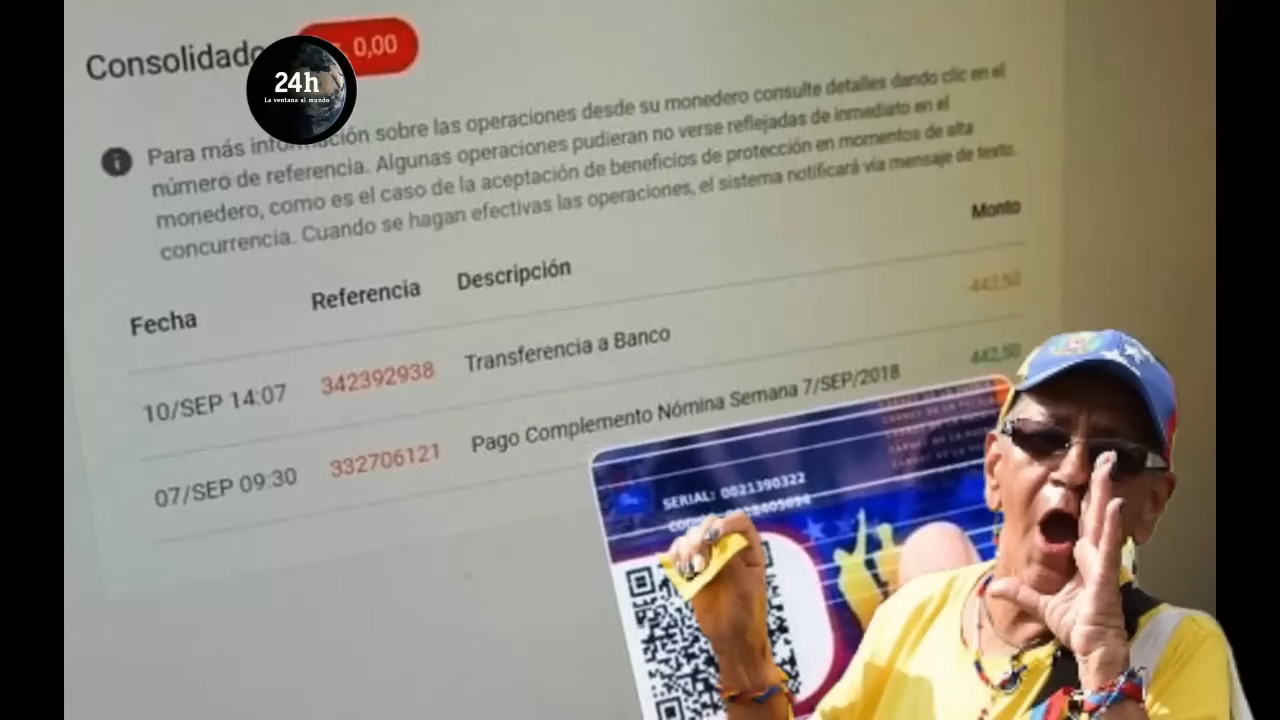 Consolidado
0,00
24h
La ventana al mundo
Para más información sobre las operaciones desde su monedero consulte detalles dando clic en el
número de referencia. Algunas operaciones pudieran no verse reflejadas de inmediato en el
monedero, como es el caso de la aceptación de beneficios de protección en momentos de alta
concurrencia. Cuando se hagan efectivas las operaciones, el sistema notificará vía mensaje de texto.
Fecha Referencia Descripción Monto
10/SEP 14:07 342392938 Transferencia a Banco -442,50
07/SEP 09:30 332706121 Pago Complemento Nómina Semana 7/SEP/2018 442,50
SERIAL: 0021390322